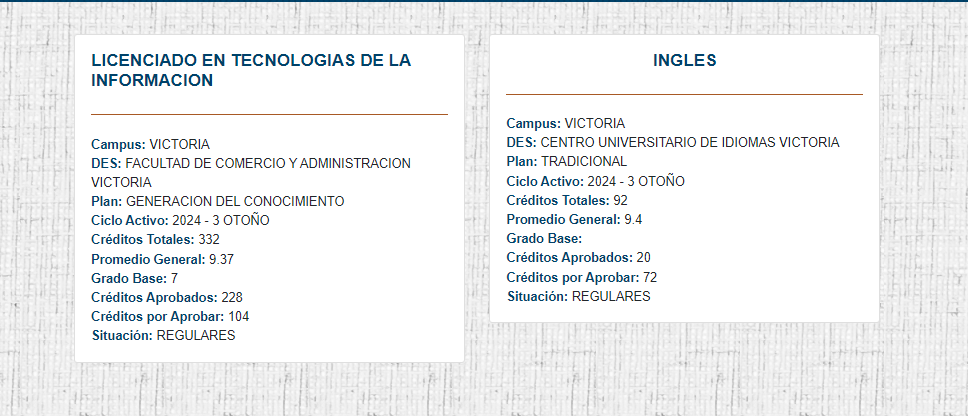 LICENCIADO EN TECNOLOGIAS DE LA
INFORMACION
Campus: VICTORIA
DES: FACULTAD DE COMERCIO Y ADMINISTRACION
VICTORIA
Plan: GENERACION DEL CONOCIMIENTO
Ciclo Activo: 2024 - 3 OTOÑO
Créditos Totales: 332
Promedio General: 9.37
Grado Base: 7
Créditos Aprobados: 228
Créditos por Aprobar: 104
Situación: REGULARES
INGLES
Campus: VICTORIA
DES: CENTRO UNIVERSITARIO DE IDIOMAS VICTORIA
Plan: TRADICIONAL
Ciclo Activo: 2024 - 3 OTOÑO
Créditos Totales: 92
Promedio General: 9.4
Grado Base:
Créditos Aprobados: 20
Créditos por Aprobar: 72
Situación: REGULARES